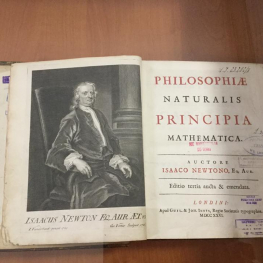 ISAACUS NEWTON EQ. AUR. ÆT.
PHILOSOPHIÆ
NATURALIS
PRINCIPIA
MATHEMATICA.
AUCTORE
ISAACO NEWTONO, EQ. AUR.
Editio tertia aucta & emendata.
LONDINI:
MDCCXXVI.